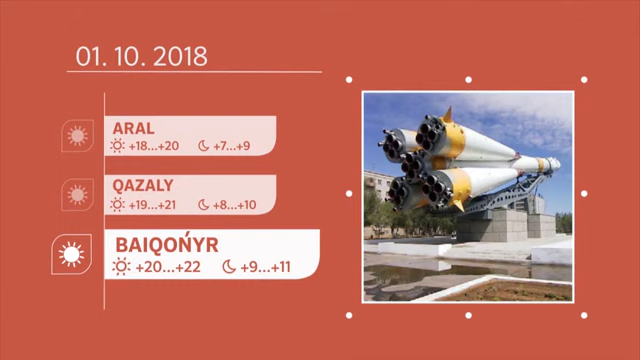 01. 10. 2018
ARAL
+18...+20 +7...+9
QAZALY
+19...+21 +8...+10
BAIQOŃYR
+20...+22 +9...+11